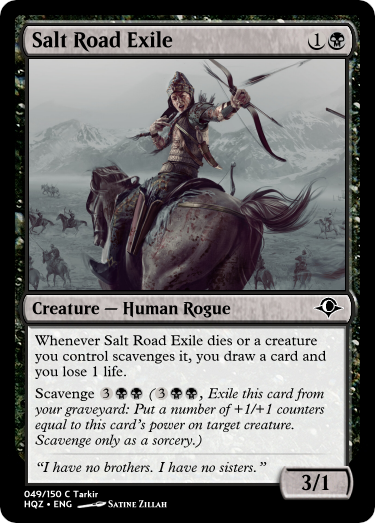 Salt Road Exile 1
Creature — Human Rogue
Whenever Salt Road Exile dies or a creature
you control scavenges it, you draw a card and
you lose 1 life.
Scavenge 3 (3, Exile this card from
your graveyard: Put a number of +1/+1 counters
equal to this card's power on target creature.
Scavenge only as a sorcery.)
“I have no brothers. I have no sisters.”
3/1
049/150 C Tarkir
HQZ • ENG Satine Zillah